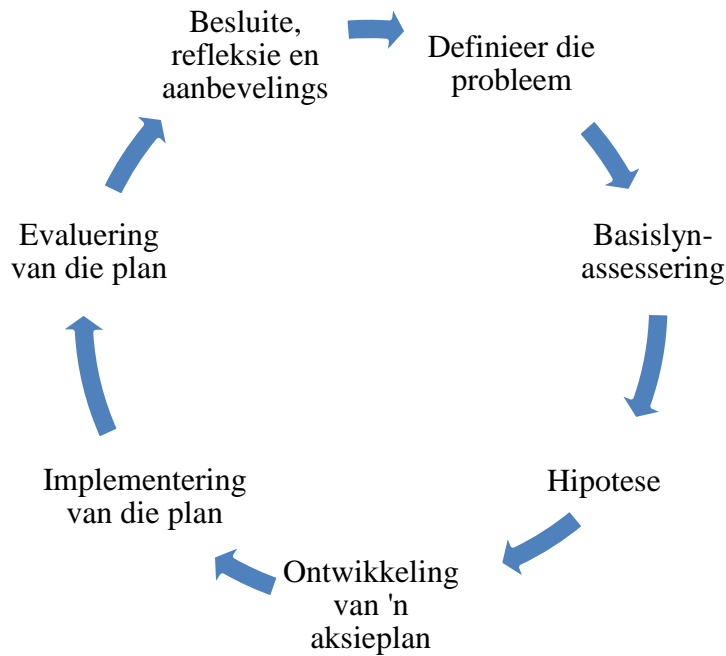 Besluite,
refleksie en
aanbevelings
Definieer die
probleem
Basislyn-
assessering
Hipotese
Ontwikkeling
van 'n
aksieplan
Implementering
van die plan
Evaluering
van die plan